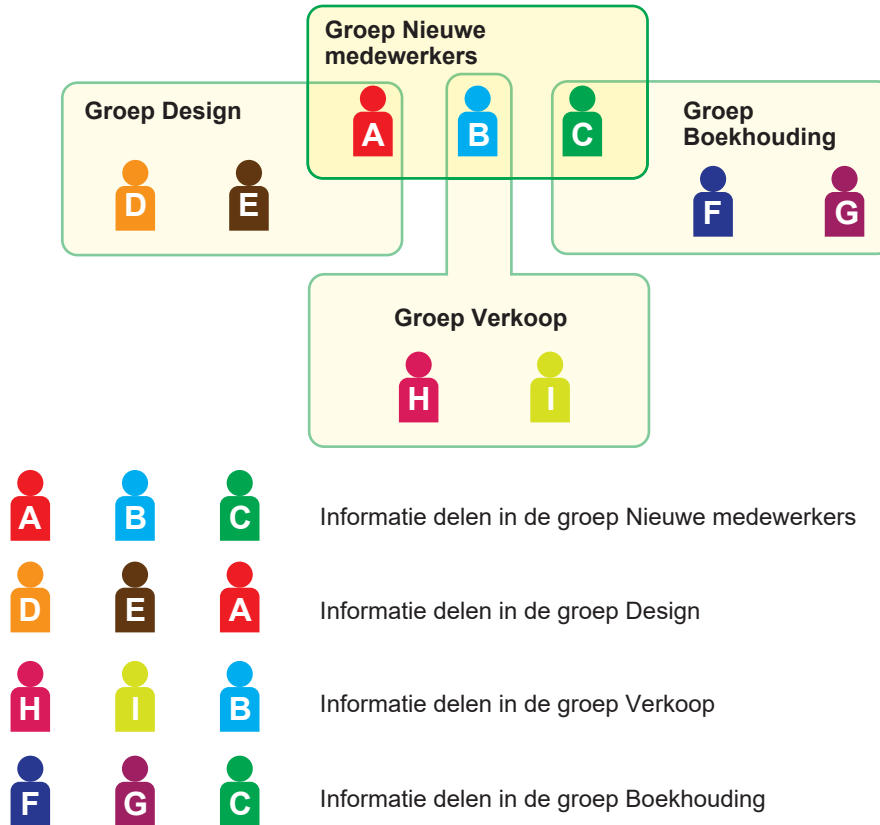 Groep Nieuwe
medewerkers
Groep Design
A
B
C
Groep
Boekhouding
D
E
F
G
Groep Verkoop
H
I
A B C Informatie delen in de groep Nieuwe medewerkers
D E A Informatie delen in de groep Design
H I B Informatie delen in de groep Verkoop
F G C Informatie delen in de groep Boekhouding